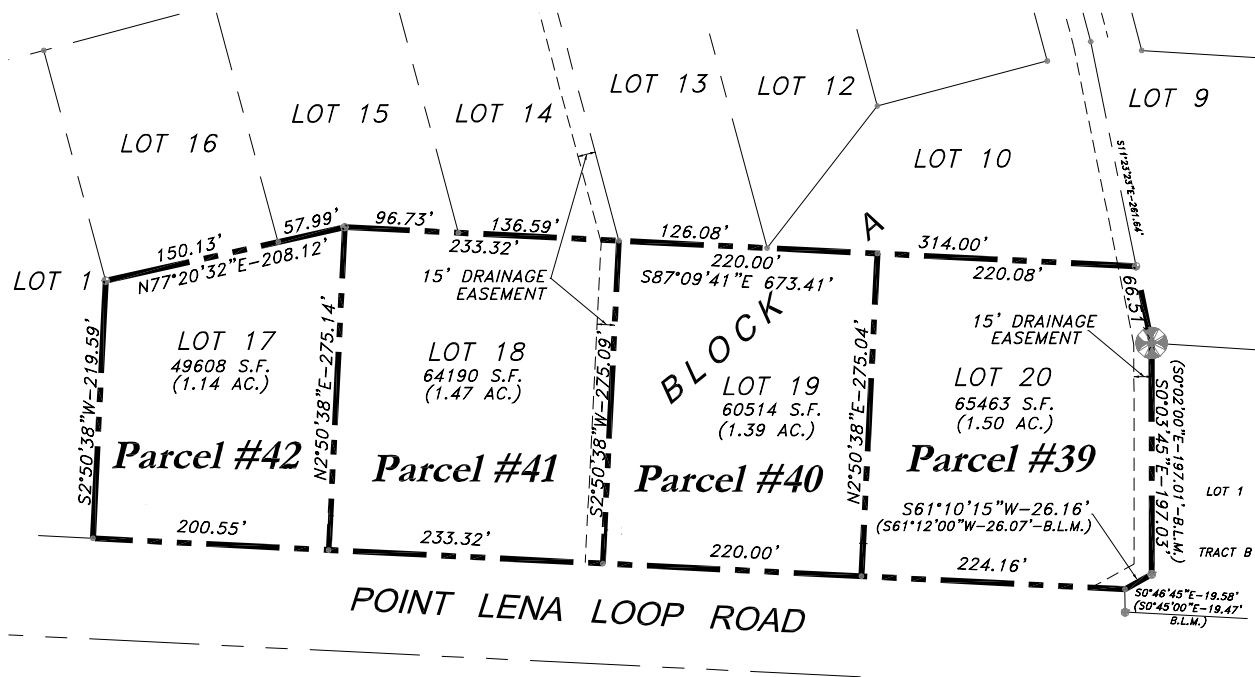 LOT 16
LOT 15
LOT 14
LOT 13
LOT 12
LOT 9
LOT 10
S11°23'23"E-261.64'
150.13'
57.99'
N77°20'32"E-208.12'
96.73'
136.59'
233.32'
126.08'
220.00'
S87°09'41"E 673.41'
314.00'
220.08'
66.51
LOT 1
15' DRAINAGE
EASEMENT
15' DRAINAGE
EASEMENT
BLOCK A
S2°50'38"W-219.59'
LOT 17
49608 S.F.
(1.14 AC.)
Parcel #42
N2°50'38"E-275.14'
LOT 18
64190 S.F.
(1.47 AC.)
Parcel #41
S2°50'38"W-275.09'
LOT 19
60514 S.F.
(1.39 AC.)
Parcel #40
N2°50'38"E-275.04'
LOT 20
65463 S.F.
(1.50 AC.)
Parcel #39
S61°10'15"W-26.16'
(S61°12'00"W-26.07'-B.L.M.)
(S0°02'00"E-197.01'-B.L.M.)
S0°03'45"E-197.03'
LOT 1
TRACT B
200.55'
233.32'
220.00'
224.16'
S0°46'45"E-19.58'
(S0°45'00"E-19.47'
B.L.M.)
POINT LENA LOOP ROAD